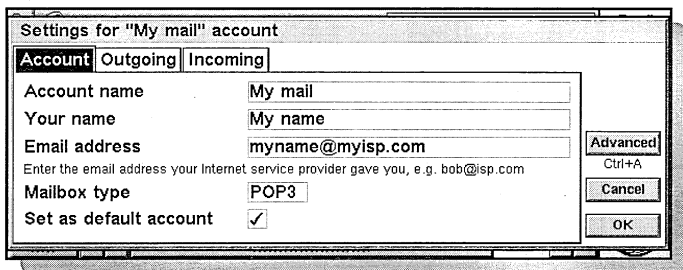 Settings for "My mail" account
Account Outgoing Incoming
Account name My mail
Your name My name
Email address myname@myisp.com
Enter the email address your Internet service provider gave you, e.g. bob@isp.com
Mailbox type POP3
Set as default account ✓
Advanced
Ctrl+A
Cancel
OK